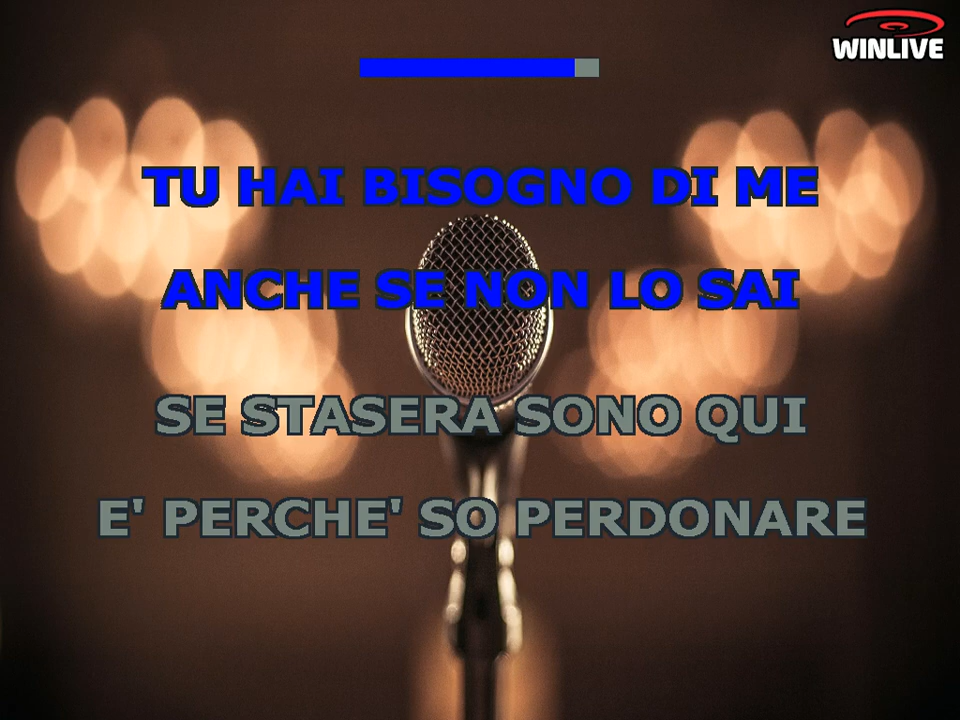 WINLIVE
TU HAI BISOGNO DI ME
ANCHE SE NON LO SAI
SE STASERA SONO QUI
E' PERCHE' SO PERDONARE